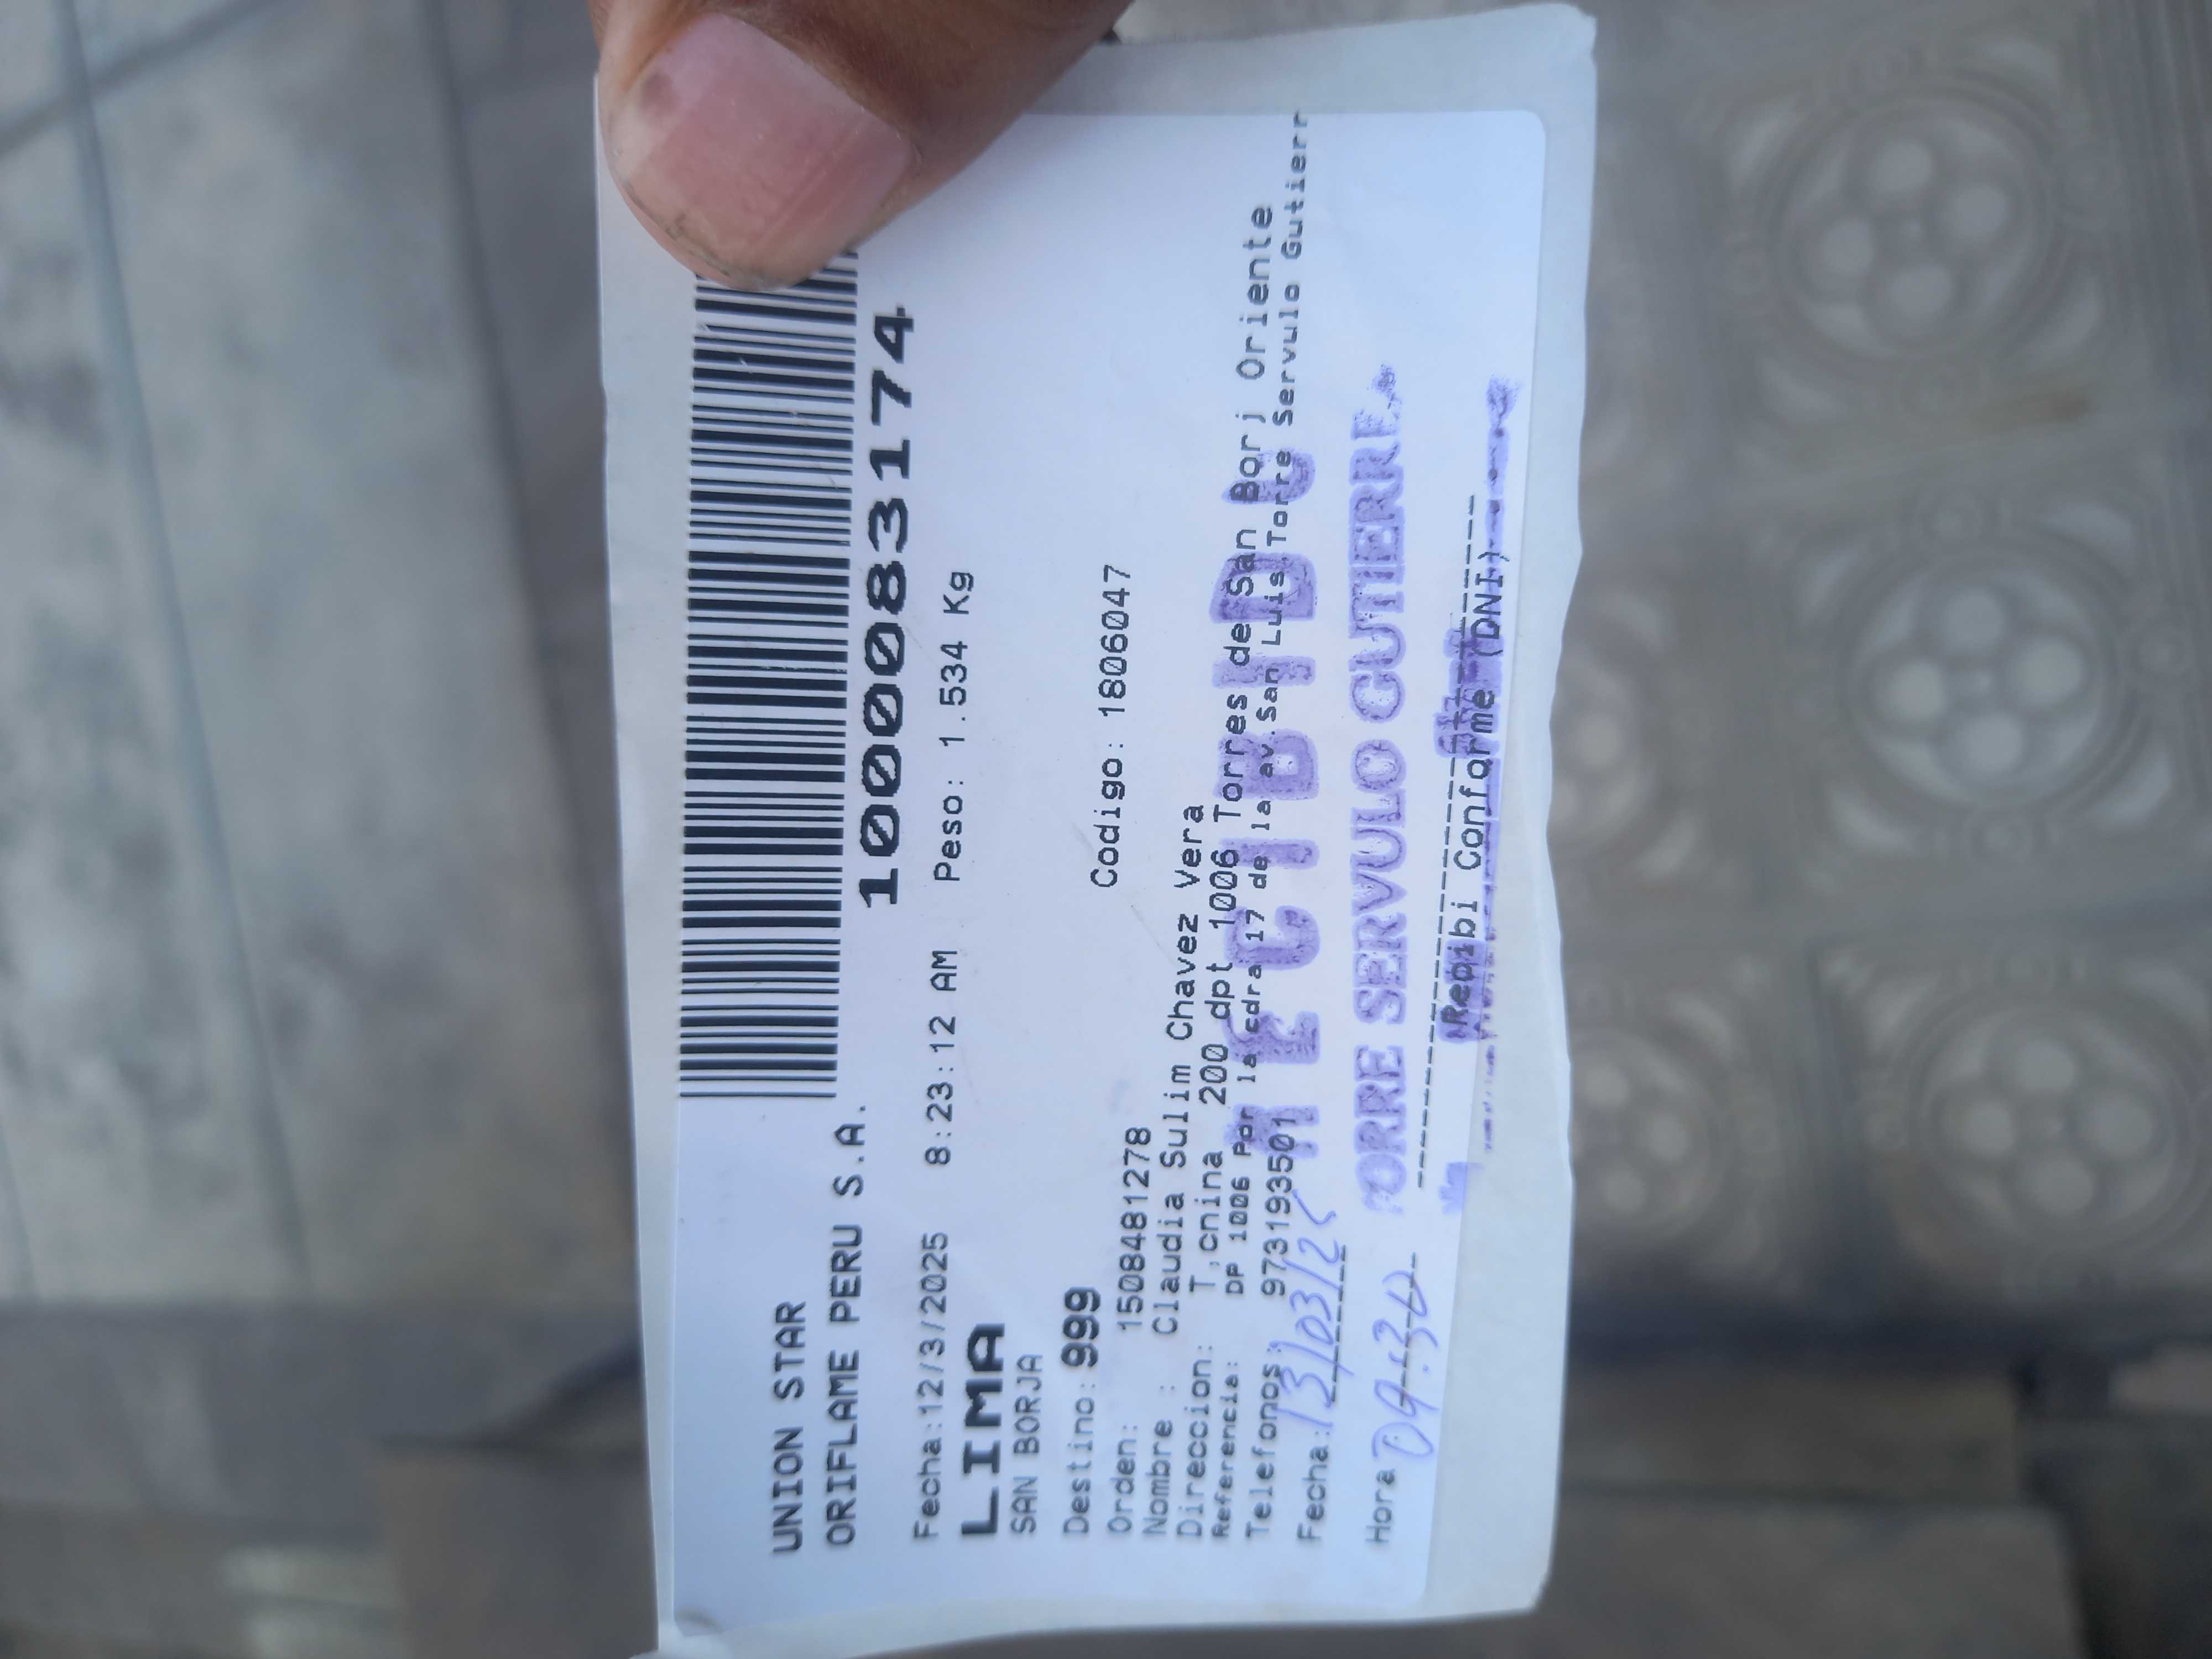 UNION STAR
ORIFLAME PERU S.A.
1000083174
Fecha:12/3/2025 8:23:12 AM Peso: 1.534 Kg
LIMA
SAN BORJA
Destino:999
Orden: 1508481278 Codigo: 1806047
Nombre : Claudia Sulim Chavez Vera
Direccion: T,cnina 200 dpt 1006 Torres de San Borj Oriente
Referencia: DP 1006 Por la cdra 17 de la av.San Luis,Torre Servulo Gutierr
Telefonos: 973193501
RECIBIDO
Fecha: 13/03/25
TORRE SERVULO GUTIERRE
Hora 09:30
Recibi Conforme (DNI)